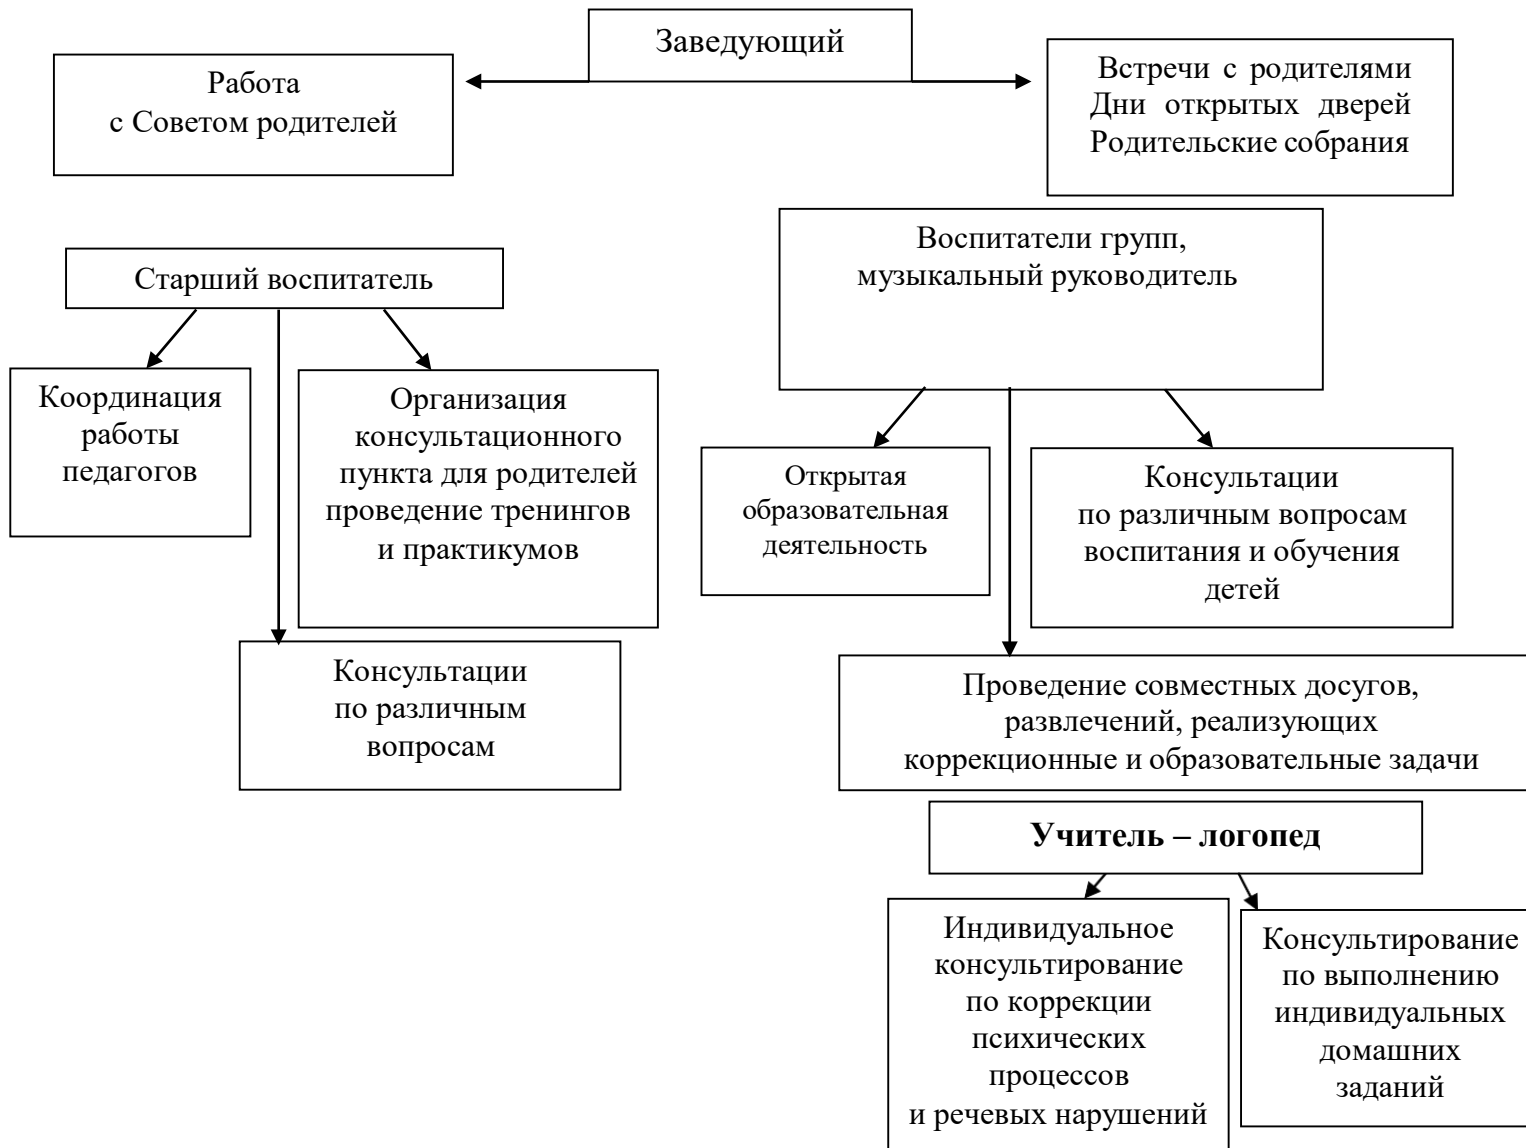 Заведующий
Работа
с Советом родителей
Встречи с родителями
Дни открытых дверей
Родительские собрания
Старший воспитатель
Координация
работы
педагогов
Организация
консультационного
пункта для родителей
проведение тренингов
и практикумов
Консультации
по различным
вопросам
Воспитатели групп,
музыкальный руководитель
Открытая
образовательная
деятельность
Консультации
по различным вопросам
воспитания и обучения
детей
Проведение совместных досугов,
развлечений, реализующих
коррекционные и образовательные задачи
Учитель – логопед
Индивидуальное
консультирование
по коррекции
психических
процессов
и речевых нарушений
Консультирование
по выполнению
индивидуальных
домашних
заданий